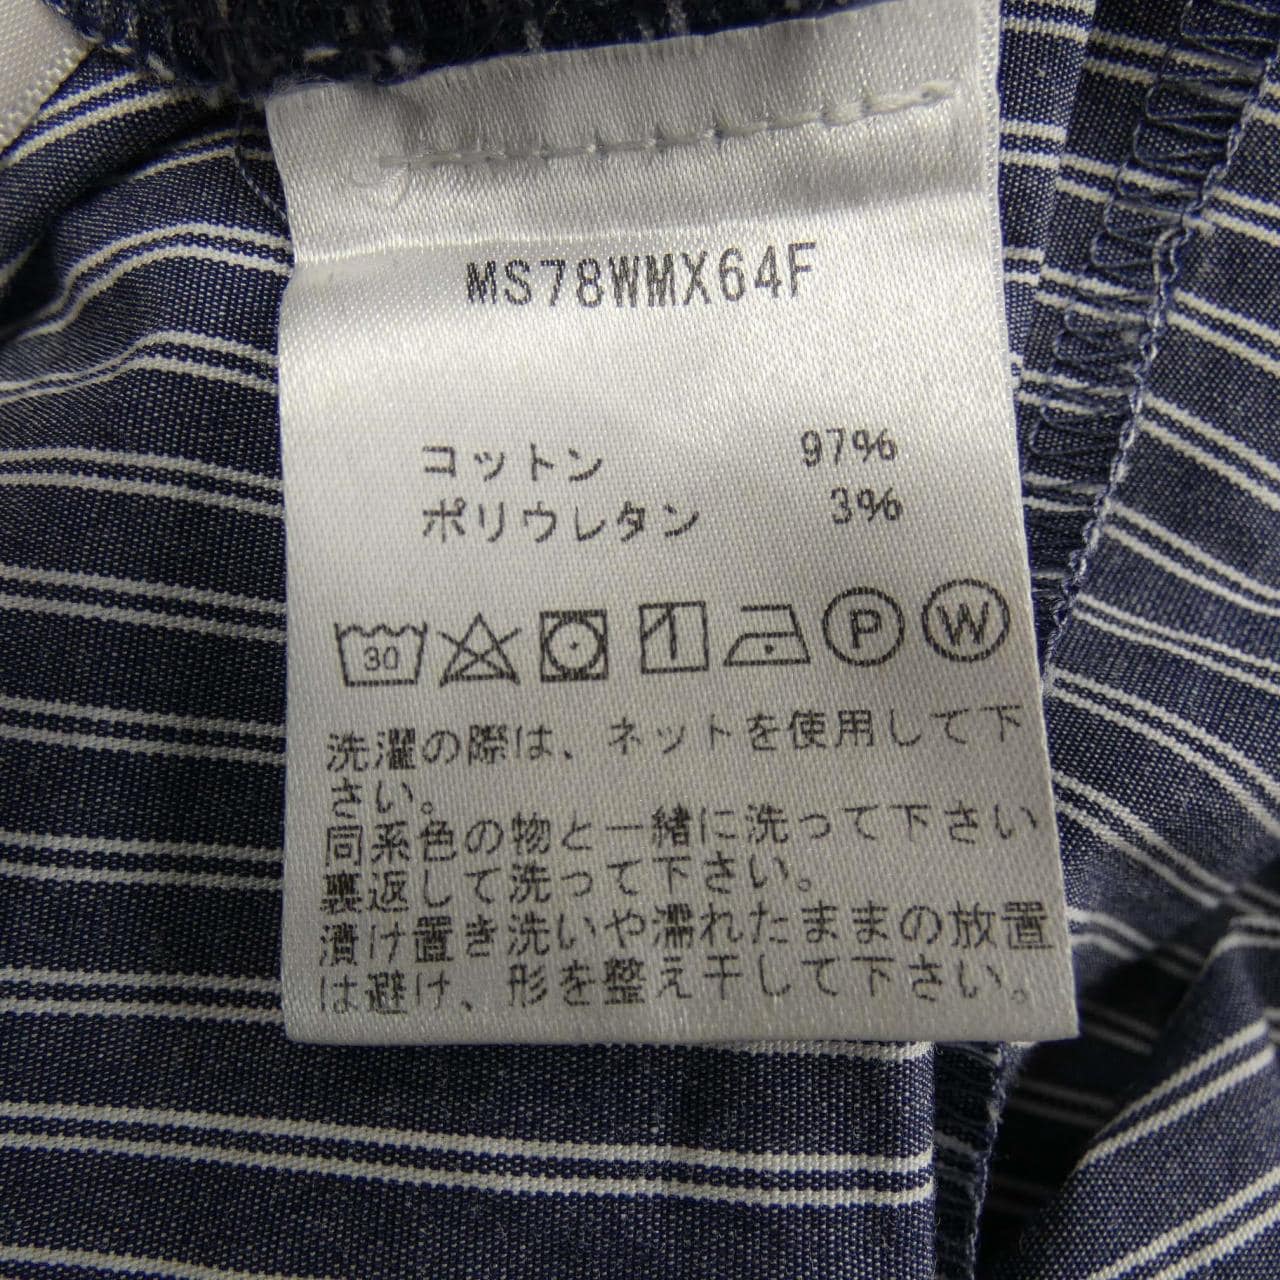 MS78WMX64F
コットン 97%
ポリウレタン 3%
30 1 P W
洗濯の際は、ネットを使用して下
さい。
同系色の物と一緒に洗って下さい
裏返して洗って下さい。
漬け置き洗いや濡れたままの放置
は避け、形を整え干して下さい。